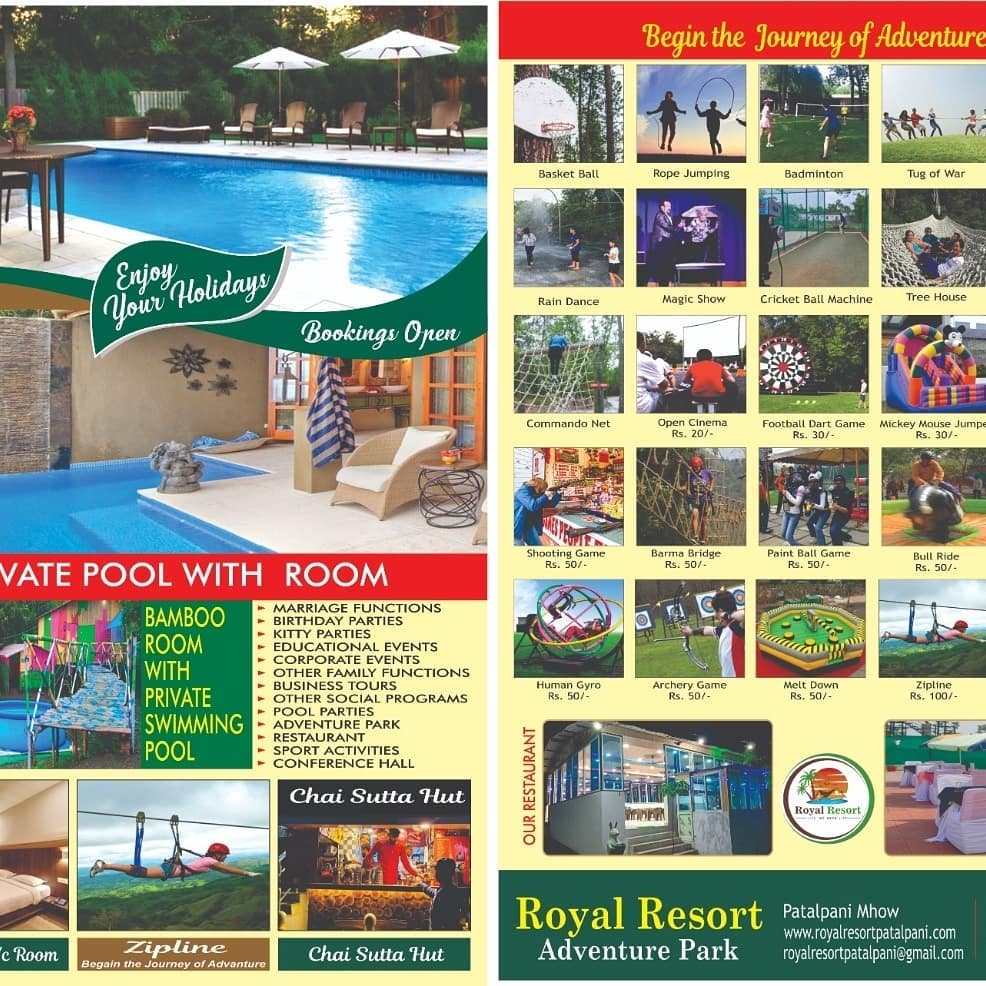 Enjoy
Your Holidays
Bookings Open
VATE POOL WITH ROOM
BAMBOO
ROOM
WITH
PRIVATE
SWIMMING
POOL
MARRIAGE FUNCTIONS
BIRTHDAY PARTIES
KITTY PARTIES
EDUCATIONAL EVENTS
CORPORATE EVENTS
OTHER FAMILY FUNCTIONS
BUSINESS TOURS
OTHER SOCIAL PROGRAMS
POOL PARTIES
ADVENTURE PARK
RESTAURANT
SPORT ACTIVITIES
CONFERENCE HALL
Chai Sutta Hut
c Room
Zipline
Begain the Journey of Advanture
Chai Sutta Hut
Begin the Journey of Adventure
Basket Ball
Rope Jumping
Badminton
Tug of War
Rain Dance
Magic Show
Cricket Ball Machine
Tree House
Commando Net
Open Cinema
Rs. 20/-
Football Dart Game
Rs. 30/-
Mickey Mouse Jumpe
Rs. 30/-
Shooting Game
Rs. 50/-
Barma Bridge
Rs. 50/-
Paint Ball Game
Rs. 50/-
Bull Ride
Rs. 50/-
Human Gyro
Rs. 50/-
Archery Game
Rs. 50/-
Melt Down
Rs. 50/-
Zipline
Rs. 100/-
OUR RESTAURANT
Royal Resort
Royal Resort
Adventure Park
Patalpani Mhow
www.royalresortpatalpani.com
royalresortpatalpani@gmail.com